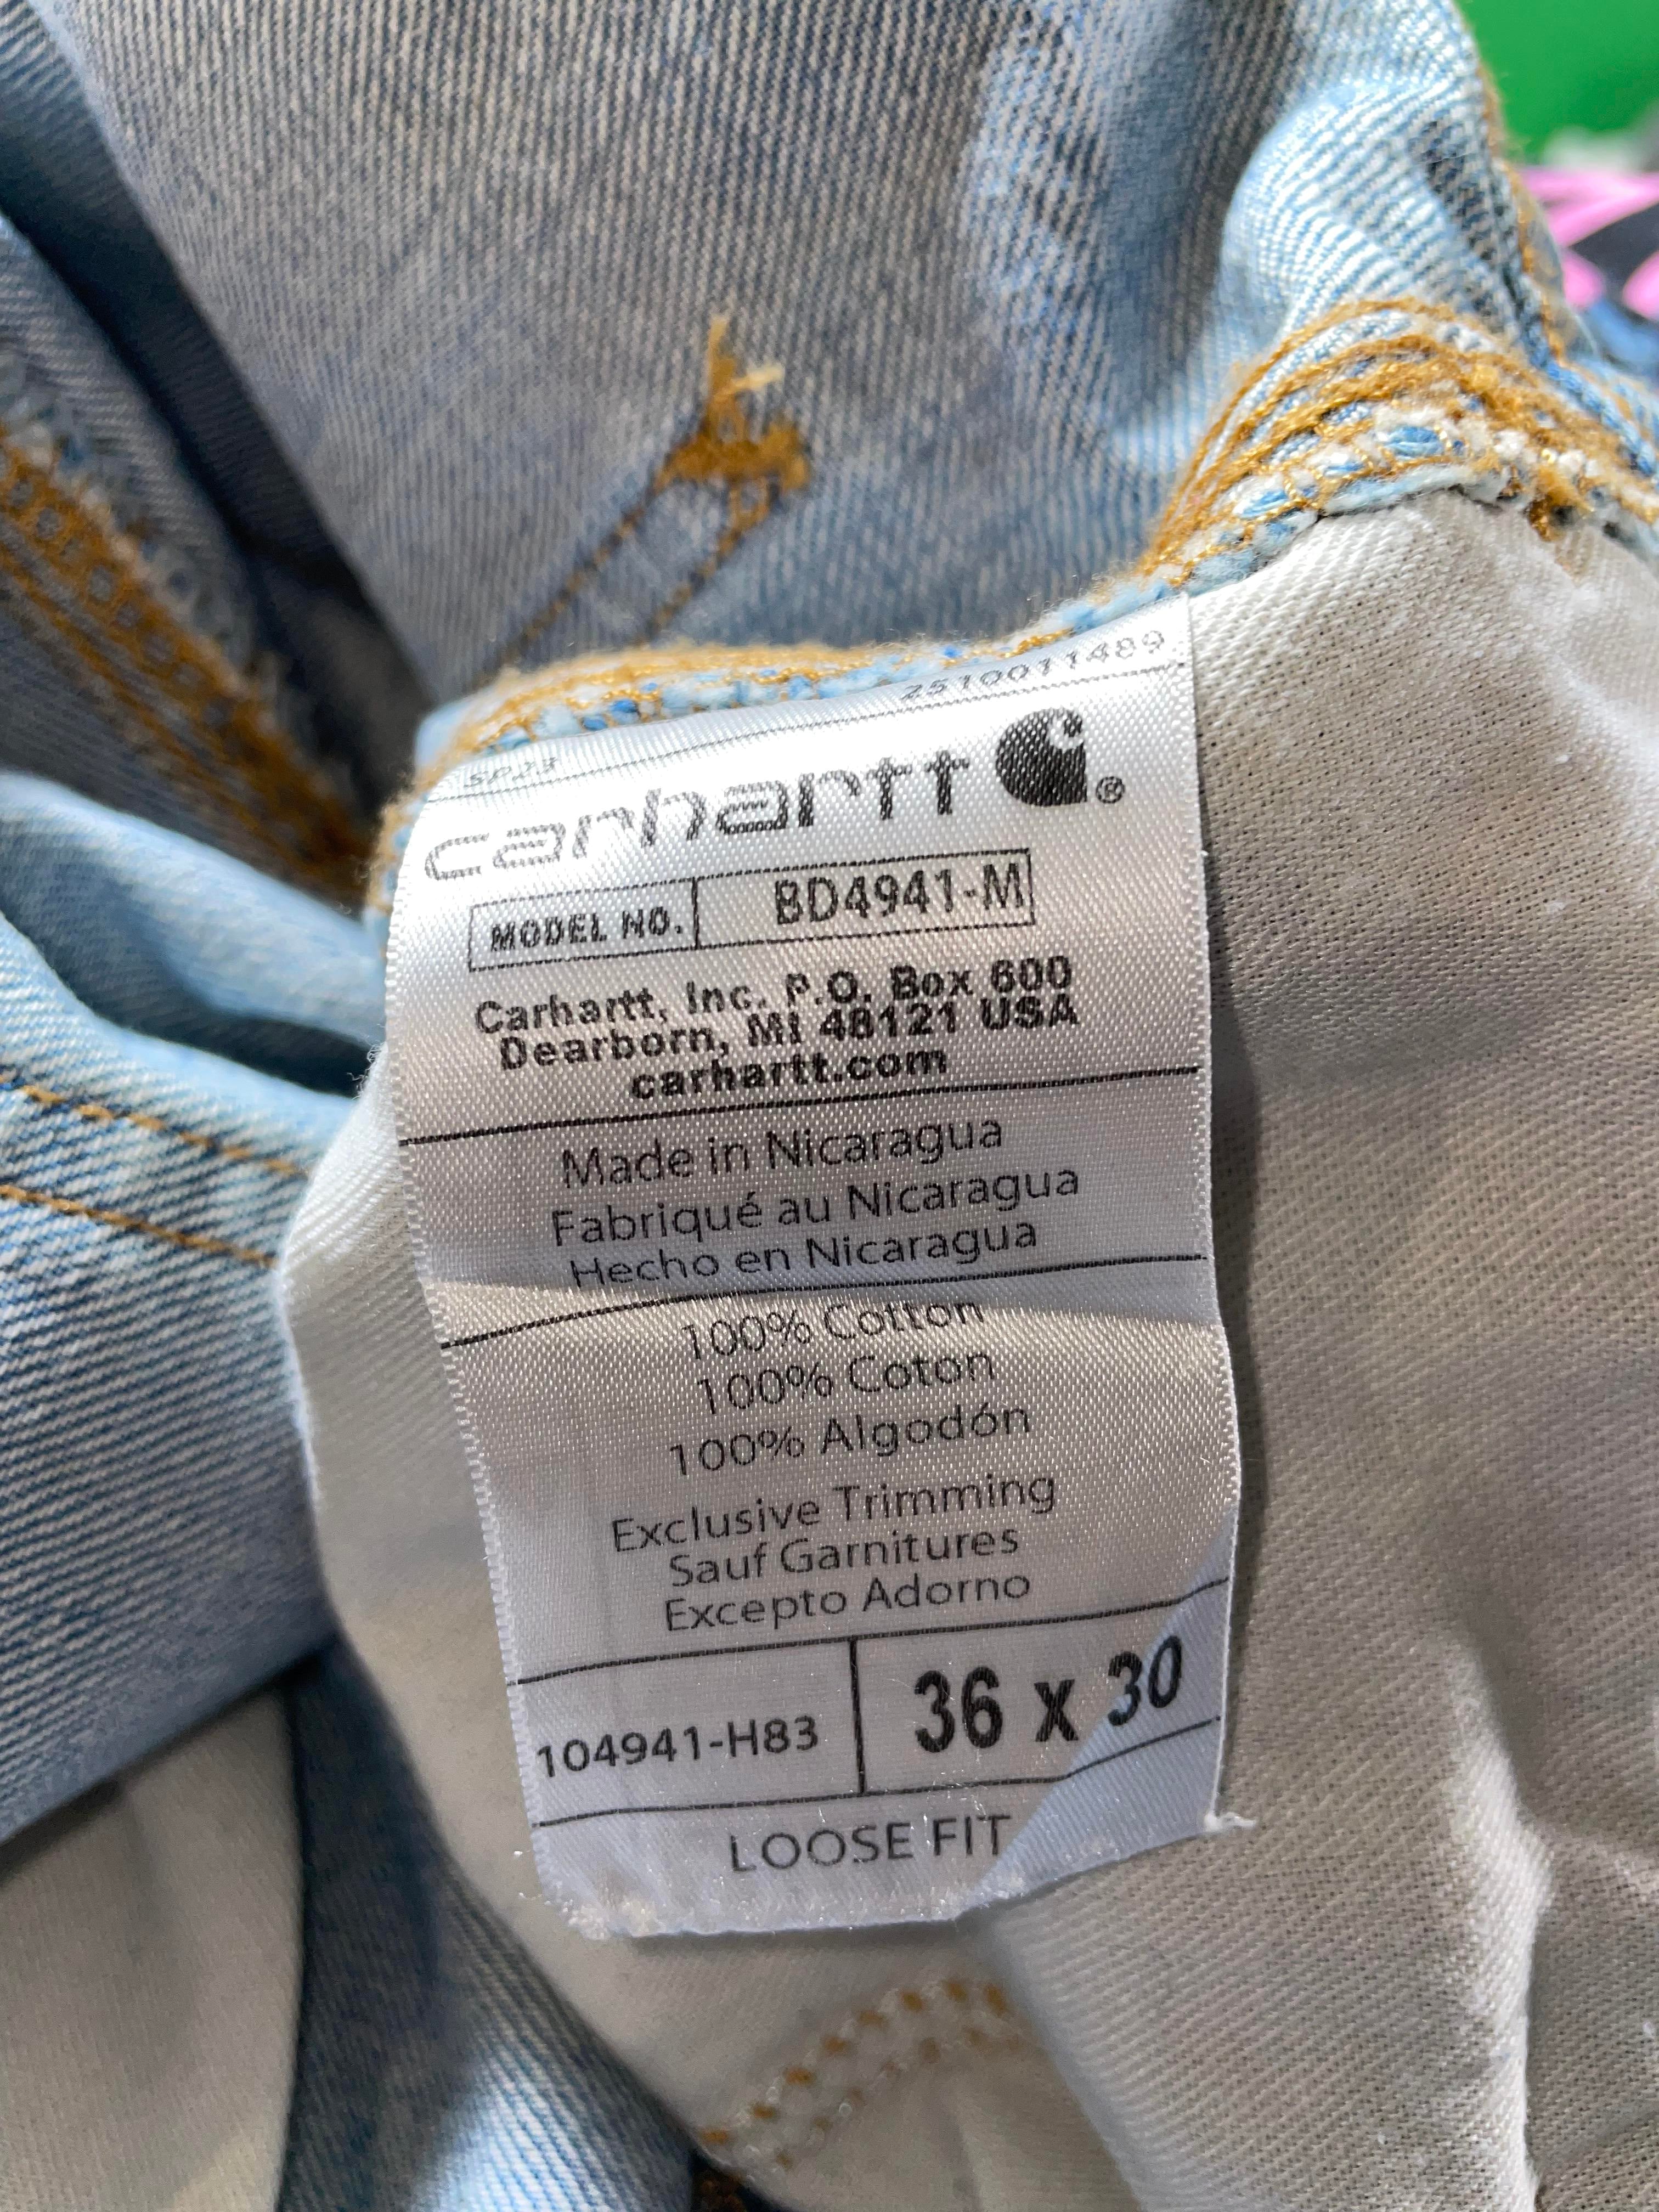 2510011489
SP23
carhartt ®
MODEL NO. BD4941-M
Carhartt, Inc. P.O. Box 600
Dearborn, MI 48121 USA
carhartt.com
Made in Nicaragua
Fabriqué au Nicaragua
Hecho en Nicaragua
100% Cotton
100% Coton
100% Algodón
Exclusive Trimming
Sauf Garnitures
Excepto Adorno
104941-H83 36 x 30
LOOSE FIT